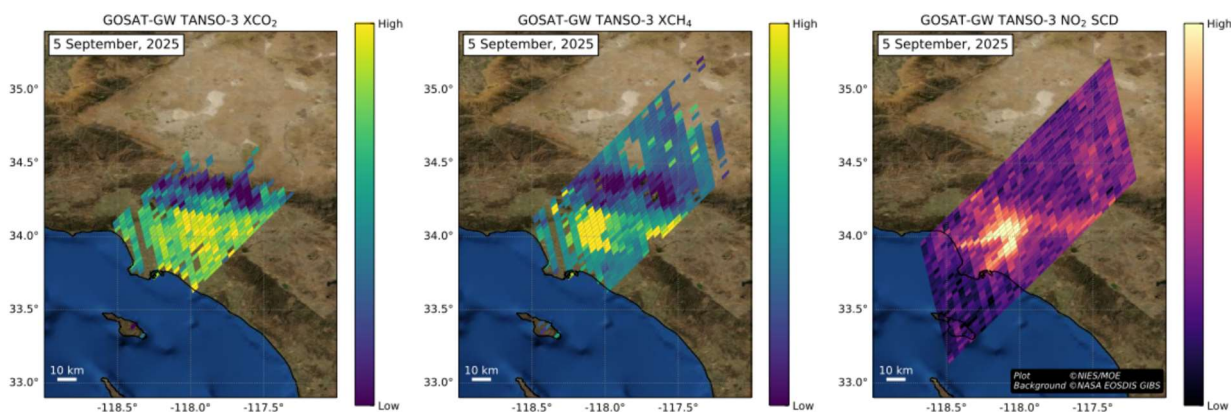 GOSAT-GW TANSO-3 XCO₂
5 September, 2025
High
Low
35.0°
34.5°
34.0°
33.5°
33.0°
-118.5°
-118.0°
-117.5°
10 km
GOSAT-GW TANSO-3 XCH₄
5 September, 2025
High
Low
35.0°
34.5°
34.0°
33.5°
33.0°
-118.5°
-118.0°
-117.5°
10 km
GOSAT-GW TANSO-3 NO₂ SCD
5 September, 2025
High
Low
35.0°
34.5°
34.0°
33.5°
33.0°
-118.5°
-118.0°
-117.5°
10 km
Plot ©NIES/MOE
Background ©NASA EOSDIS GIBS